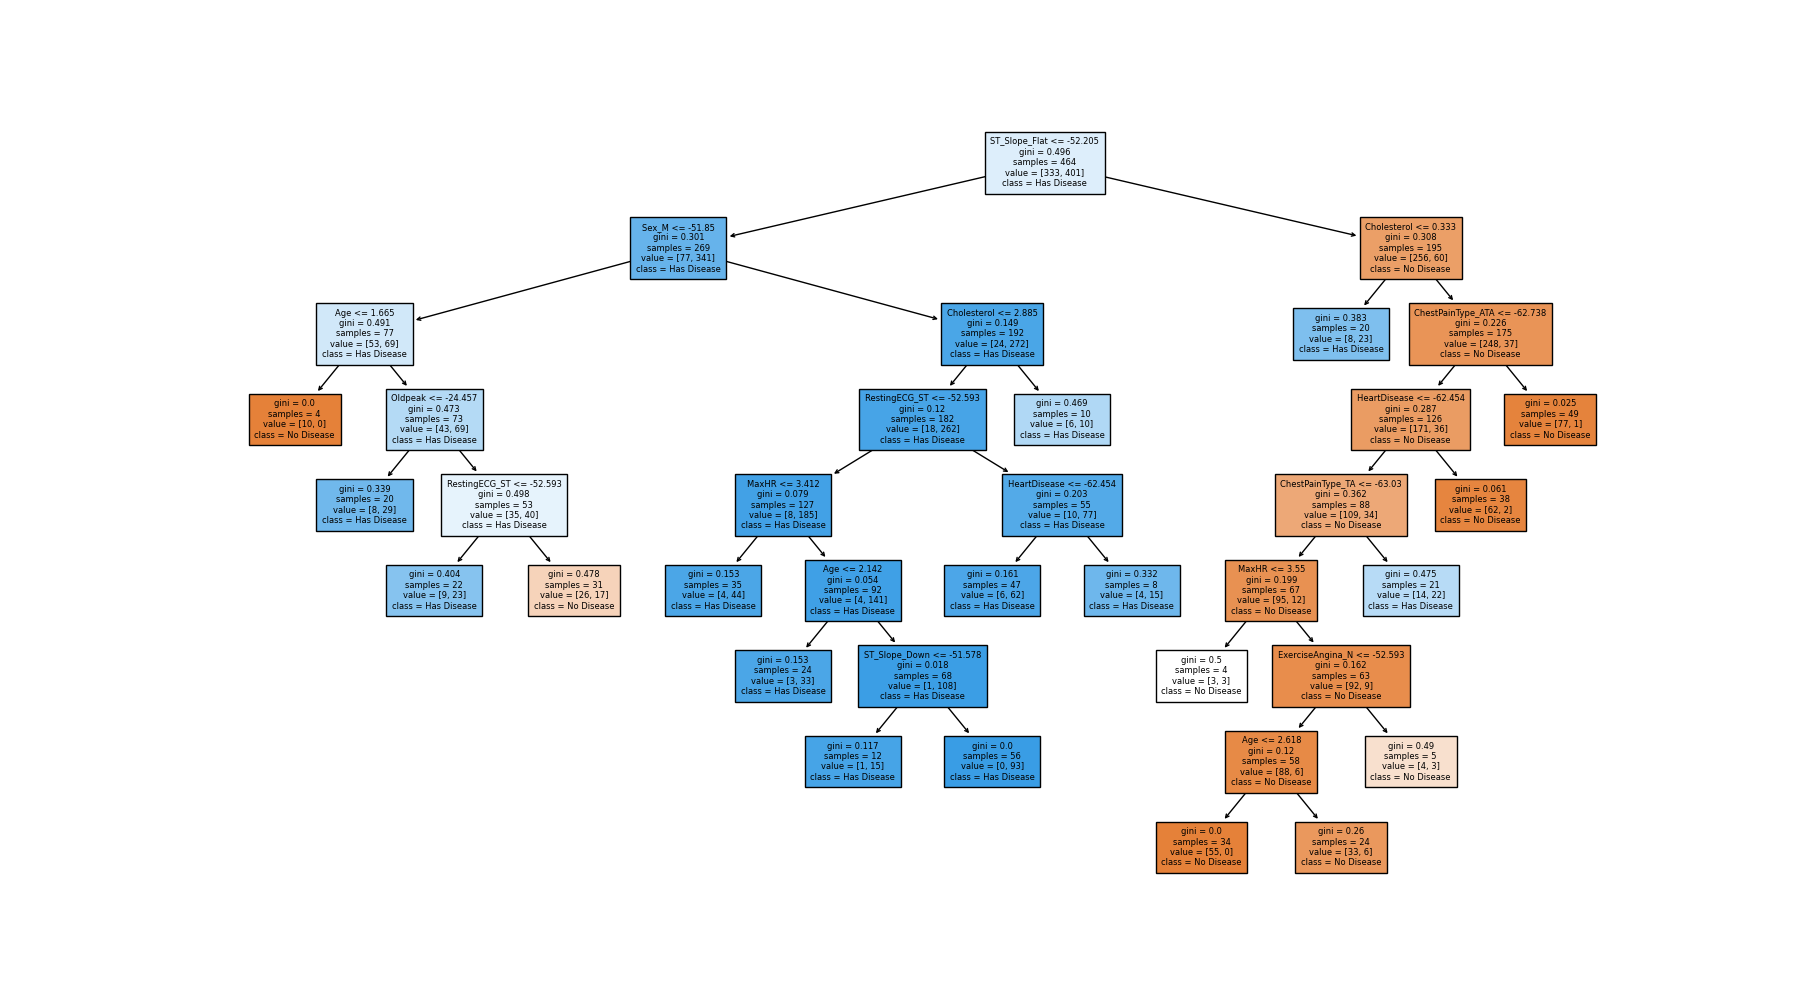 ST_Slope_Flat <= -52.205
gini = 0.496
samples = 464
value = [333, 401]
class = Has Disease
Sex_M <= -51.85
gini = 0.301
samples = 269
value = [77, 341]
class = Has Disease
Cholesterol <= 0.333
gini = 0.308
samples = 195
value = [256, 60]
class = No Disease
Age <= 1.665
gini = 0.491
samples = 77
value = [53, 69]
class = Has Disease
Cholesterol <= 2.885
gini = 0.149
samples = 192
value = [24, 272]
class = Has Disease
gini = 0.383
samples = 20
value = [8, 23]
class = Has Disease
ChestPainType_ATA <= -62.738
gini = 0.226
samples = 175
value = [248, 37]
class = No Disease
gini = 0.0
samples = 4
value = [10, 0]
class = No Disease
Oldpeak <= -24.457
gini = 0.473
samples = 73
value = [43, 69]
class = Has Disease
RestingECG_ST <= -52.593
gini = 0.12
samples = 182
value = [18, 262]
class = Has Disease
gini = 0.469
samples = 10
value = [6, 10]
class = Has Disease
HeartDisease <= -62.454
gini = 0.287
samples = 126
value = [171, 36]
class = No Disease
gini = 0.025
samples = 49
value = [77, 1]
class = No Disease
gini = 0.339
samples = 20
value = [8, 29]
class = Has Disease
RestingECG_ST <= -52.593
gini = 0.498
samples = 53
value = [35, 40]
class = Has Disease
MaxHR <= 3.412
gini = 0.079
samples = 127
value = [8, 185]
class = Has Disease
HeartDisease <= -62.454
gini = 0.203
samples = 55
value = [10, 77]
class = Has Disease
ChestPainType_TA <= -63.03
gini = 0.362
samples = 88
value = [109, 34]
class = No Disease
gini = 0.061
samples = 38
value = [62, 2]
class = No Disease
gini = 0.404
samples = 22
value = [9, 23]
class = Has Disease
gini = 0.478
samples = 31
value = [26, 17]
class = No Disease
gini = 0.153
samples = 35
value = [4, 44]
class = Has Disease
Age <= 2.142
gini = 0.054
samples = 92
value = [4, 141]
class = Has Disease
gini = 0.161
samples = 47
value = [6, 62]
class = Has Disease
gini = 0.332
samples = 8
value = [4, 15]
class = Has Disease
MaxHR <= 3.55
gini = 0.199
samples = 67
value = [95, 12]
class = No Disease
gini = 0.475
samples = 21
value = [14, 22]
class = Has Disease
gini = 0.153
samples = 24
value = [3, 33]
class = Has Disease
ST_Slope_Down <= -51.578
gini = 0.018
samples = 68
value = [1, 108]
class = Has Disease
gini = 0.5
samples = 4
value = [3, 3]
class = No Disease
ExerciseAngina_N <= -52.593
gini = 0.162
samples = 63
value = [92, 9]
class = No Disease
gini = 0.117
samples = 12
value = [1, 15]
class = Has Disease
gini = 0.0
samples = 56
value = [0, 93]
class = Has Disease
Age <= 2.618
gini = 0.12
samples = 58
value = [88, 6]
class = No Disease
gini = 0.49
samples = 5
value = [4, 3]
class = No Disease
gini = 0.0
samples = 34
value = [55, 0]
class = No Disease
gini = 0.26
samples = 24
value = [33, 6]
class = No Disease